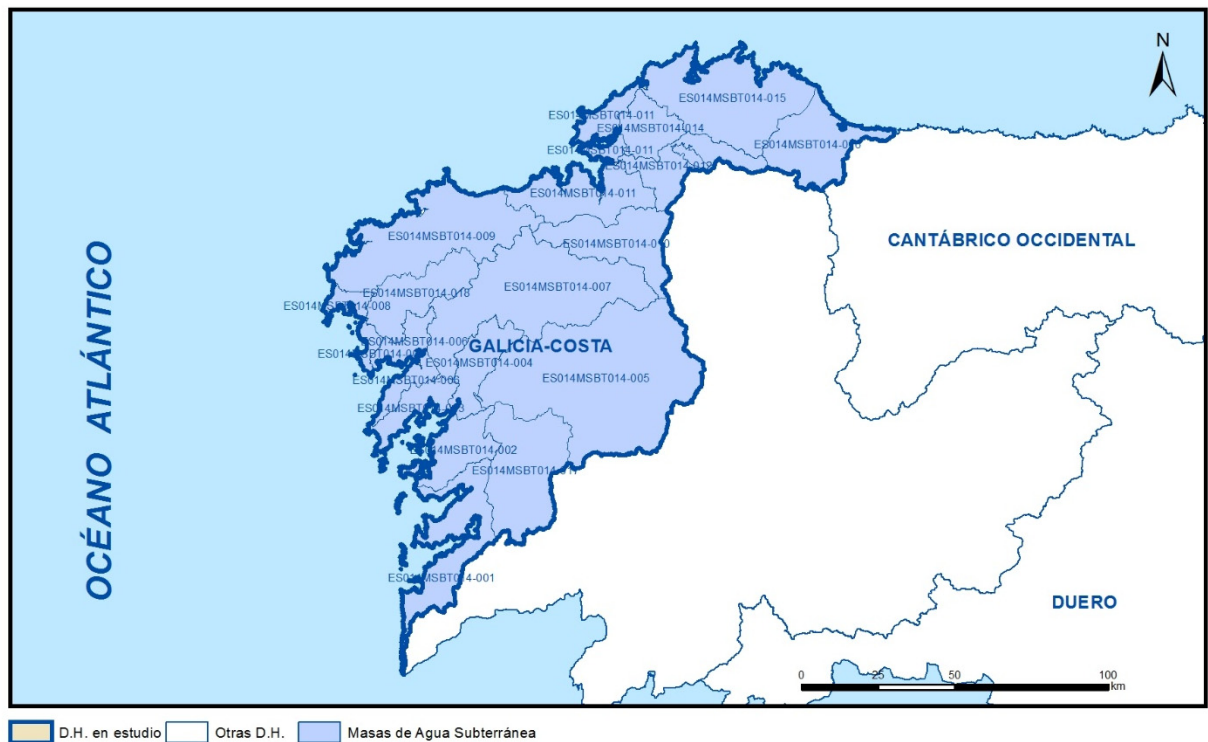 N
ES014MSBT014-015
ES014MSBT014-011
ES014MSBT014-014
ES014MSBT014-011
ES014MSBT014-011
ES014MSBT014-009
CANTÁBRICO OCCIDENTAL
ES014MSBT014-010
ES014MSBT014-007
ES014MSBT014-018
ES014MSBT014-008
GALICIA-COSTA
ES014MSBT014-004
ES014MSBT014-005
ES014MSBT014-002
OCÉANO ATLÁNTICO
ES014MSBT014-001
DUERO
0 25 50 100
km
D.H. en estudio Otras D.H. Masas de Agua Subterránea